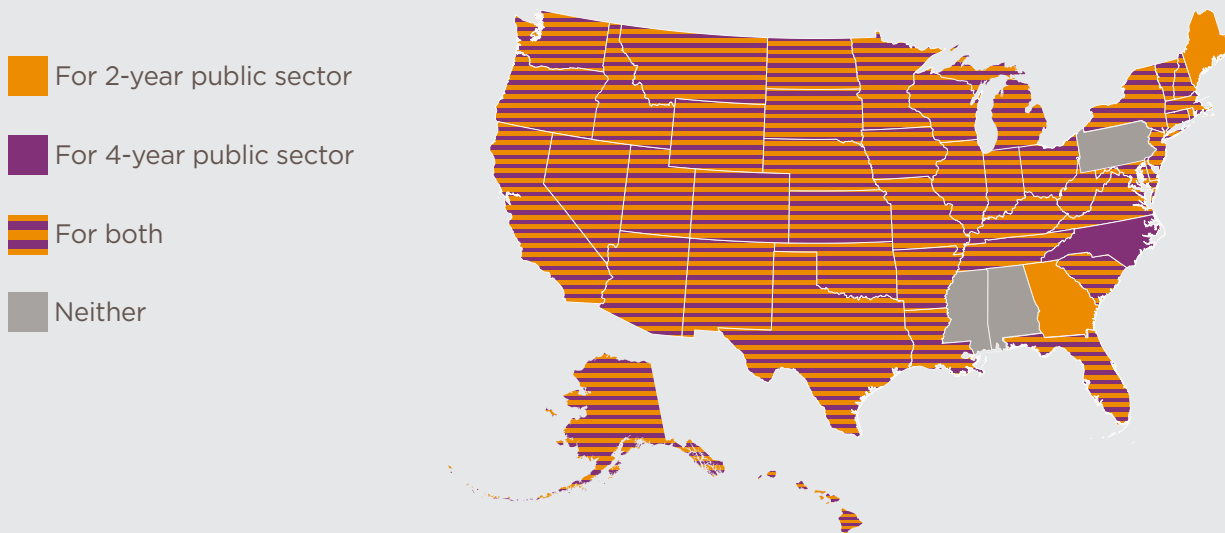 For 2-year public sector
For 4-year public sector
For both
Neither